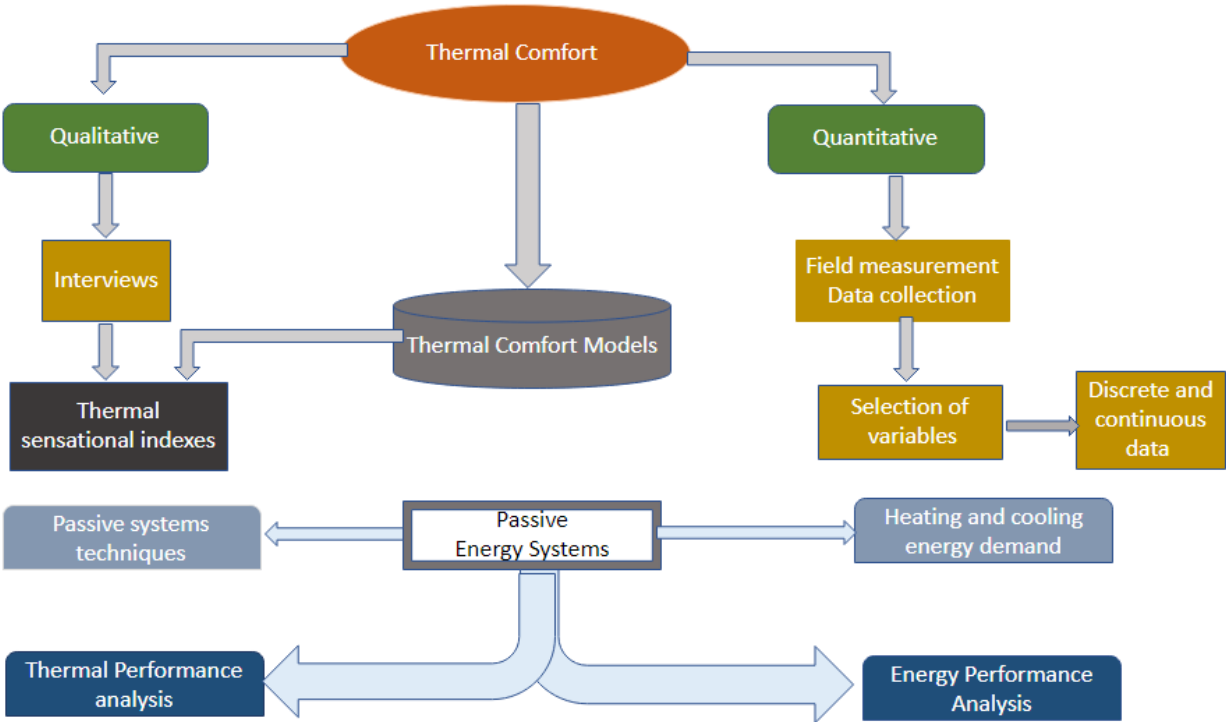 Thermal Comfort
Qualitative
Quantitative
Interviews
Field measurement
Data collection
Thermal Comfort Models
Thermal
sensational indexes
Selection of
variables
Discrete and
continuous
data
Passive systems
techniques
Passive
Energy Systems
Heating and cooling
energy demand
Thermal Performance
analysis
Energy Performance
Analysis